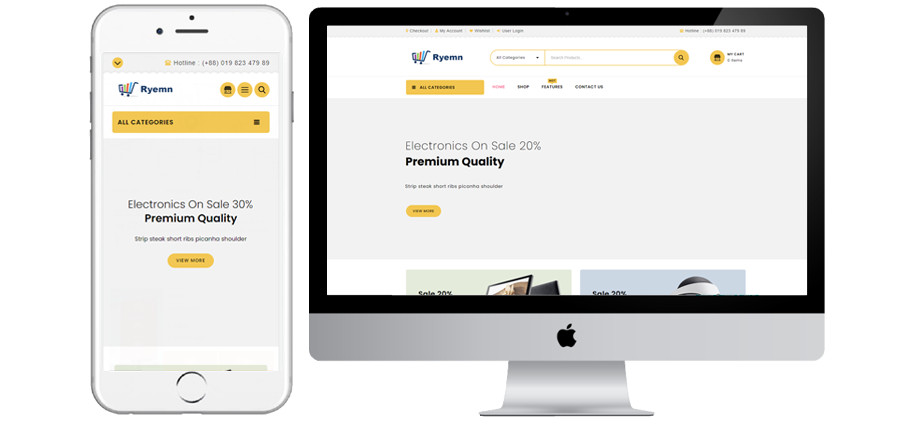 Hotline : (+88) 019 823 479 89
Ryemn
ALL CATEGORIES
Electronics On Sale 30%
Premium Quality
Strip steak short ribs picanha shoulder
VIEW MORE
Checkout My Account Wishlist User Login
Hotline : (+88) 019 823 479 89
Ryemn
All Categories Search Products
MY CART
0 items
ALL CATEGORIES
HOT
HOME SHOP FEATURES CONTACT US
Electronics On Sale 20%
Premium Quality
Strip steak short ribs picanha shoulder
VIEW MORE
Sale 20%
Sale 20%